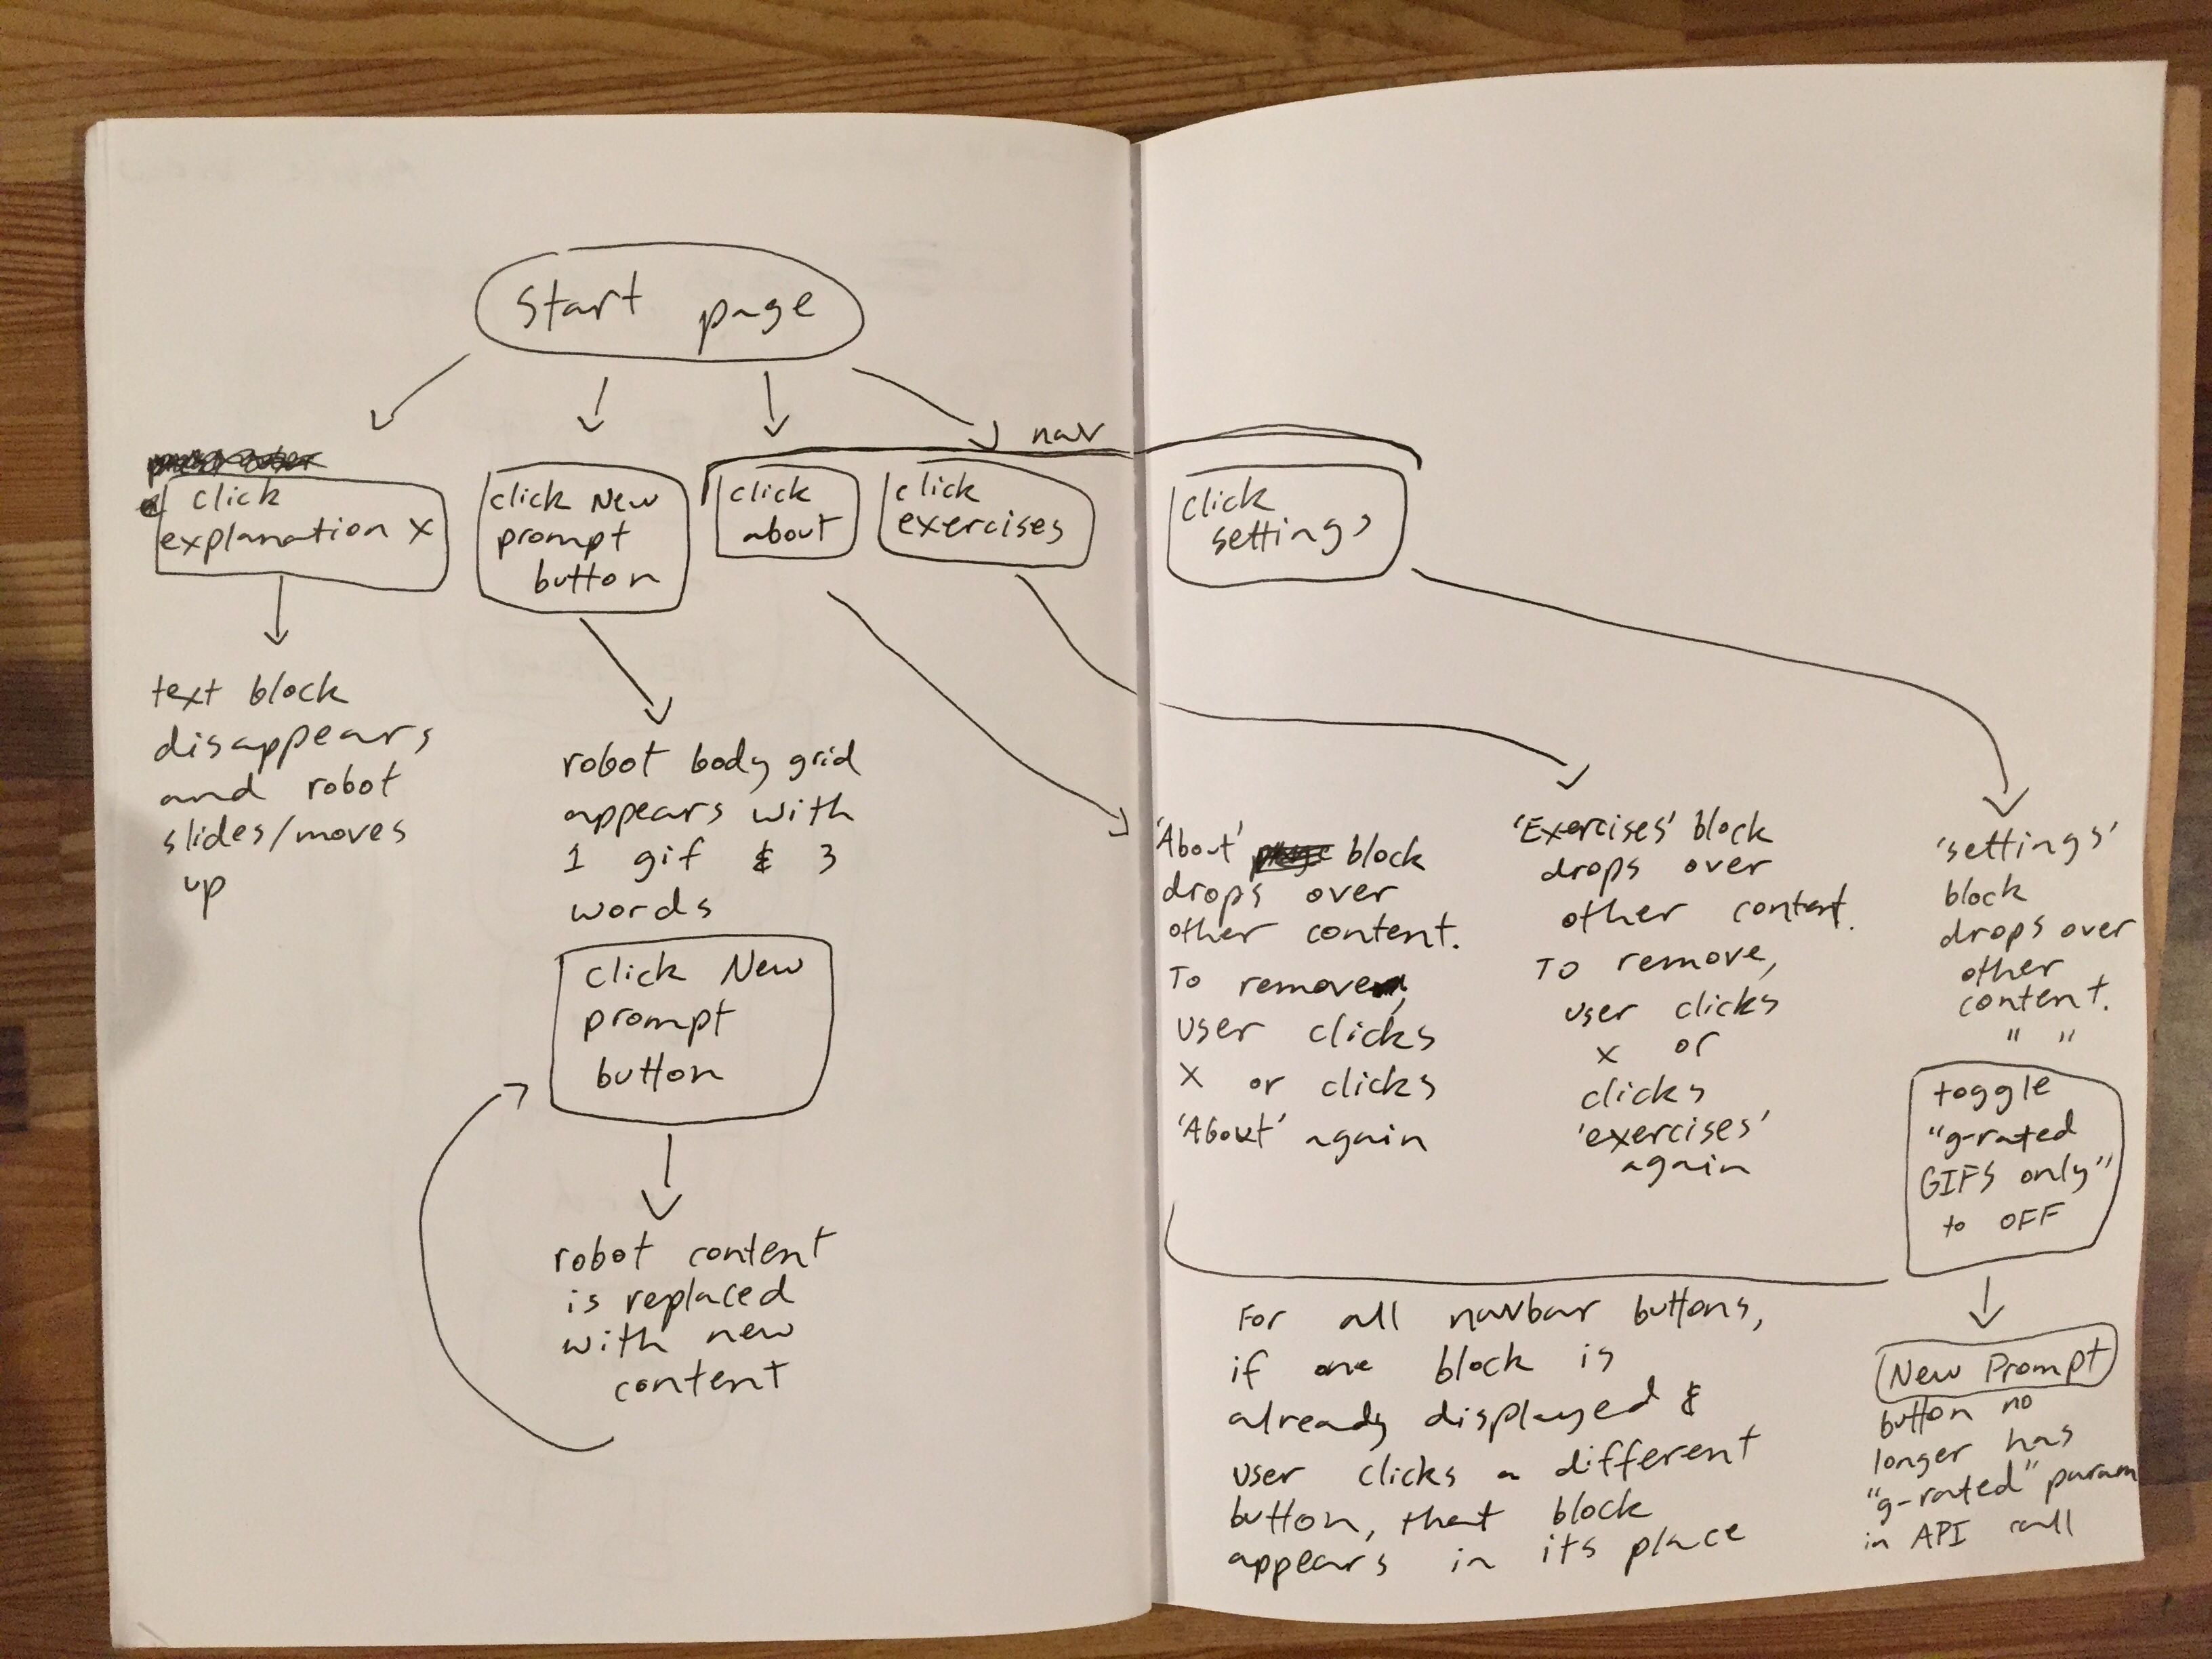 Start page
nav
click
explanation x
click New
prompt
button
click
about
click
exercises
click
settings
text block
disappears
and robot
slides/moves
up
robot body grid
appears with
1 gif & 3
words
click New
prompt
button
robot content
is replaced
with new
content
'About' block
drops over
other content.
To remove,
user clicks
x or clicks
'About' again
'Exercises' block
drops over
other content.
To remove,
user clicks
x or
clicks
'exercises'
again
'settings'
block
drops over
other
content.
" "
toggle
"g-rated
GIFS only"
to OFF
New Prompt
button no
longer has
"g-rated" param
in API call
For all navbar buttons,
if one block is
already displayed &
user clicks a different
button, that block
appears in its place